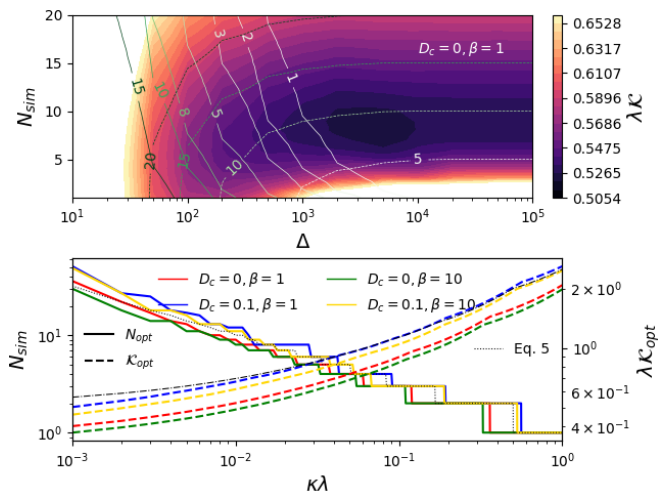 20
15
10
5
N_sim
D_c = 0, β = 1
15
10
8
5
3
2
1
20
15
10
5
10^1
10^2
10^3
10^4
10^5
Δ
0.6528
0.6317
0.6107
0.5897
0.5686
0.5475
0.5265
0.5054
λK
10^1
10^0
N_sim
D_c = 0, β = 1
D_c = 0, β = 10
D_c = 0.1, β = 1
D_c = 0.1, β = 10
N_opt
K_opt
Eq. 5
2 × 10^0
10^0
6 × 10^-1
4 × 10^-1
λK_opt
10^-3
10^-2
10^-1
10^0
κλ